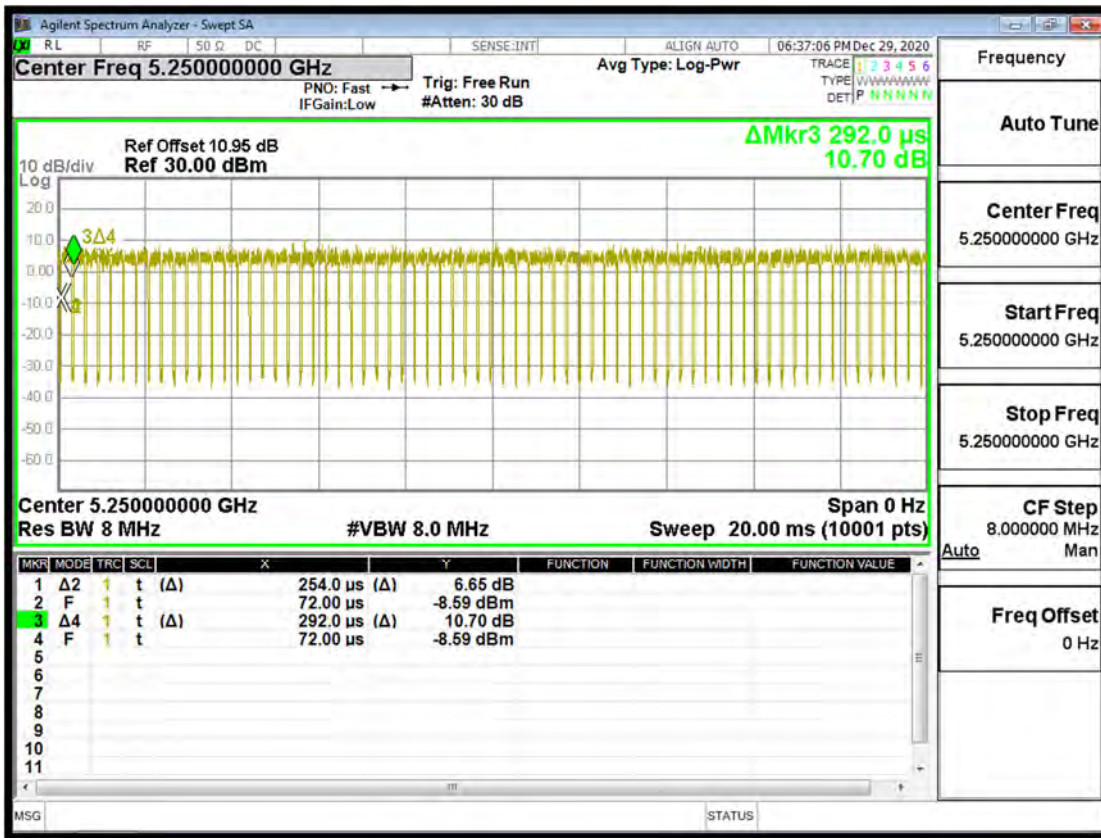 Agilent Spectrum Analyzer - Swept SA
RL RF 50 Ω DC SENSE:INT ALIGN AUTO 06:37:06 PM Dec 29, 2020
Center Freq 5.250000000 GHz
PNO: Fast
IFGain:Low
Trig: Free Run
#Atten: 30 dB
Avg Type: Log-Pwr
TRACE 1 2 3 4 5 6
TYPE
DET P N N N N N
ΔMkr3 292.0 µs
10.70 dB
Ref Offset 10.95 dB
Ref 30.00 dBm
10 dB/div
Log
20.0
10.0
0.00
-10.0
-20.0
-30.0
-40.0
-50.0
-60.0
3Δ4
Center 5.2500000000 GHz Span 0 Hz
Res BW 8 MHz #VBW 8.0 MHz Sweep 20.00 ms (10001 pts)
MKR MODE TRC SCL X Y FUNCTION FUNCTION WIDTH FUNCTION VALUE
1 Δ2 1 t (Δ) 254.0 µs (Δ) 6.65 dB
2 F 1 t 72.00 µs -8.59 dBm
3 Δ4 1 t (Δ) 292.0 µs (Δ) 10.70 dB
4 F 1 t 72.00 µs -8.59 dBm
5
6
7
8
9
10
11
MSG STATUS
Frequency
Auto Tune
Center Freq
5.250000000 GHz
Start Freq
5.250000000 GHz
Stop Freq
5.250000000 GHz
CF Step
8.000000 MHz
Auto Man
Freq Offset
0 Hz